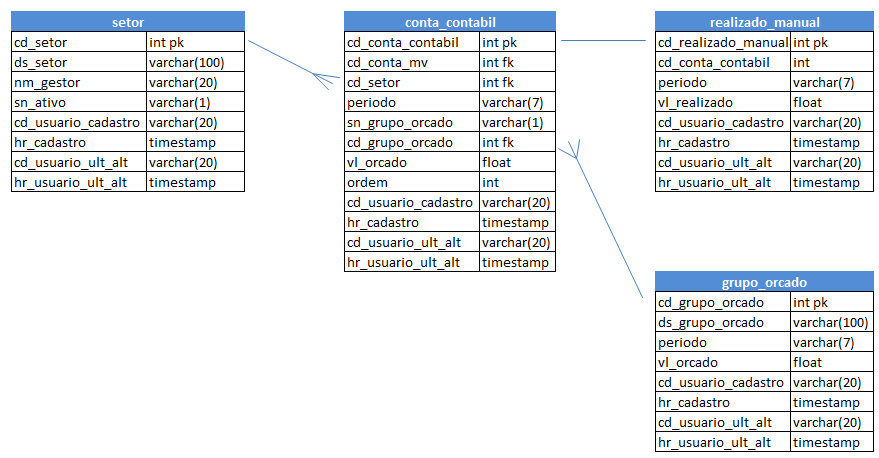 setor
cd_setor int pk
ds_setor varchar(100)
nm_gestor varchar(20)
sn_ativo varchar(1)
cd_usuario_cadastro varchar(20)
hr_cadastro timestamp
cd_usuario_ult_alt varchar(20)
hr_usuario_ult_alt timestamp
conta_contabil
cd_conta_contabil int pk
cd_conta_mv int fk
cd_setor int fk
periodo varchar(7)
sn_grupo_orcado varchar(1)
cd_grupo_orcado int fk
vl_orcado float
ordem int
cd_usuario_cadastro varchar(20)
hr_cadastro timestamp
cd_usuario_ult_alt varchar(20)
hr_usuario_ult_alt timestamp
realizado_manual
cd_realizado_manual int pk
cd_conta_contabil int
periodo varchar(7)
vl_realizado float
cd_usuario_cadastro varchar(20)
hr_cadastro timestamp
cd_usuario_ult_alt varchar(20)
hr_usuario_ult_alt timestamp
grupo_orcado
cd_grupo_orcado int pk
ds_grupo_orcado varchar(100)
periodo varchar(7)
vl_orcado float
cd_usuario_cadastro varchar(20)
hr_cadastro timestamp
cd_usuario_ult_alt varchar(20)
hr_usuario_ult_alt timestamp